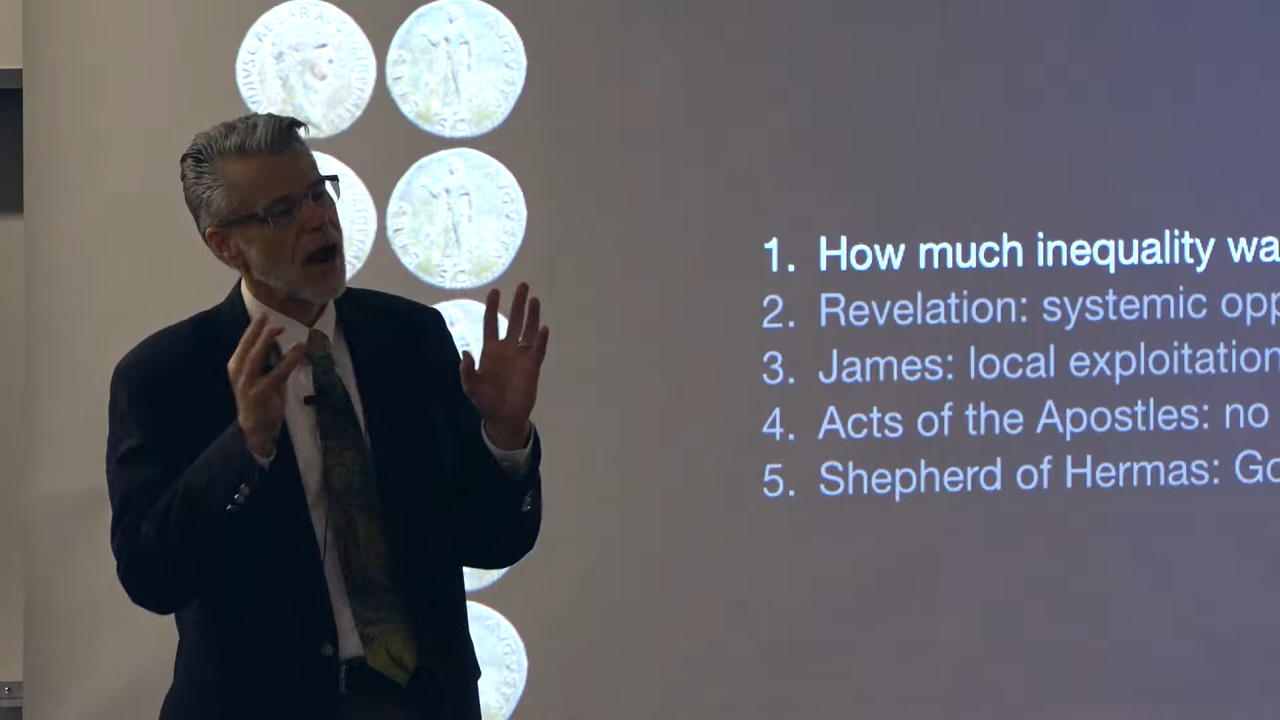 1. How much inequality wa
2. Revelation: systemic opp
3. James: local exploitation
4. Acts of the Apostles: no
5. Shepherd of Hermas: Go